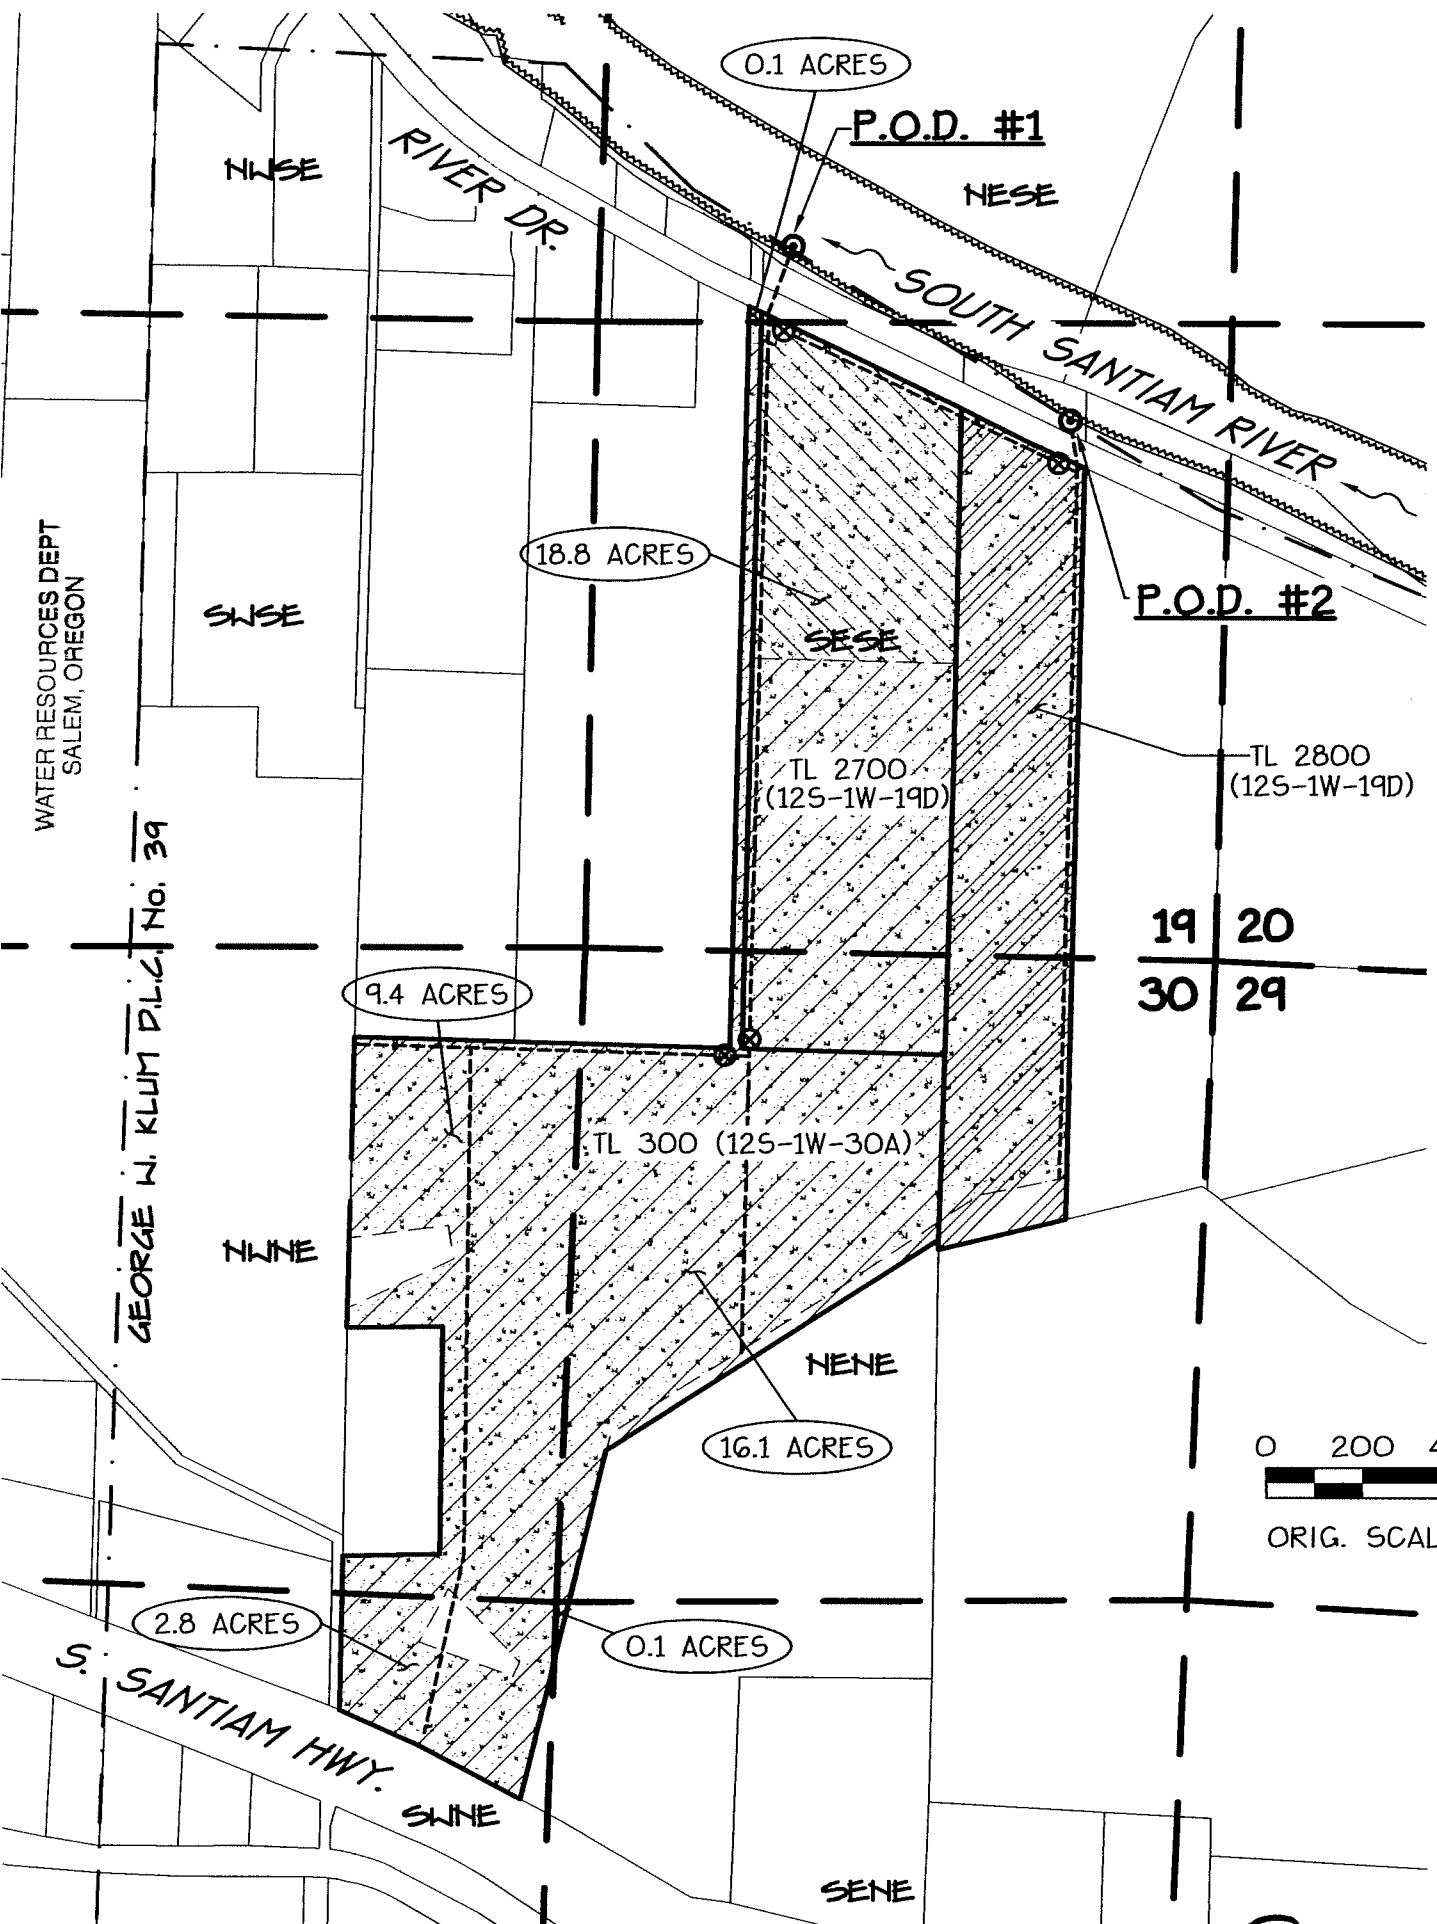 0.1 ACRES
P.O.D. #1
NWSE
RIVER DR.
NESE
SOUTH SANTIAM RIVER
18.8 ACRES
WATER RESOURCES DEPT
SALEM, OREGON
SWSE
P.O.D. #2
SESE
TL 2700
(12S-1W-19D)
TL 2800
(12S-1W-19D)
GEORGE W. KLUM D.L.C. No. 39
19 20
30 29
9.4 ACRES
TL 300 (12S-1W-30A)
NWNE
NENE
16.1 ACRES
0 200 4
ORIG. SCAL
2.8 ACRES
0.1 ACRES
S. SANTIAM HWY.
SWNE
SENE